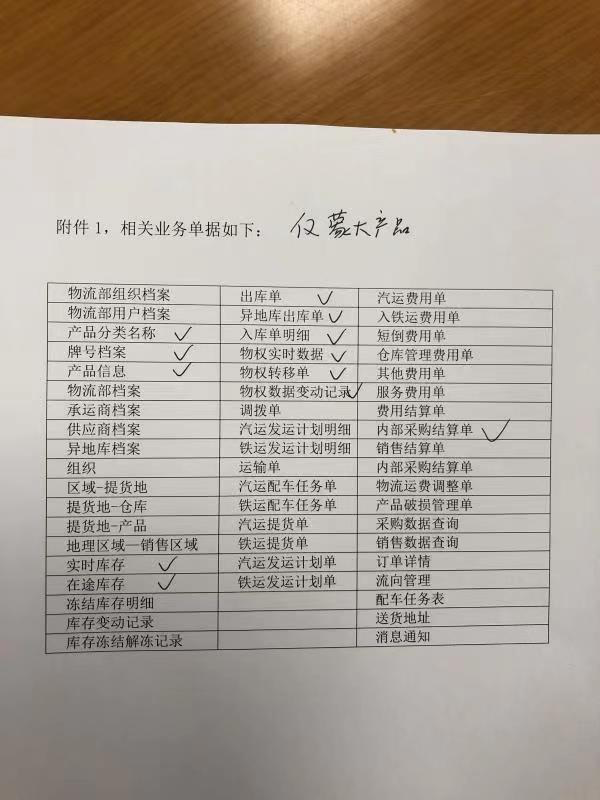 附件 1，相关业务单据如下： 仅蒙大产品
物流部组织档案 出库单 ✓ 汽运费用单
物流部用户档案 异地库出库单 ✓ 入铁运费用单
产品分类名称 ✓ 入库单明细 ✓ 短倒费用单
牌号档案 ✓ 物权实时数据 ✓ 仓库管理费用单
产品信息 ✓ 物权转移单 ✓ 其他费用单
物流部档案 物权数据变动记录 ✓ 服务费用单
承运商档案 调拨单 费用结算单
供应商档案 汽运发运计划明细 内部采购结算单 ✓
异地库档案 铁运发运计划明细 销售结算单
组织 运输单 内部采购结算单
区域-提货地 汽运配车任务单 物流运费调整单
提货地-仓库 铁运配车任务单 产品破损管理单
提货地-产品 汽运提货单 采购数据查询
地理区域—销售区域 铁运提货单 销售数据查询
实时库存 ✓ 汽运发运计划单 订单详情
在途库存 ✓ 铁运发运计划单 流向管理
冻结库存明细 配车任务表
库存变动记录 送货地址
库存冻结解冻记录 消息通知